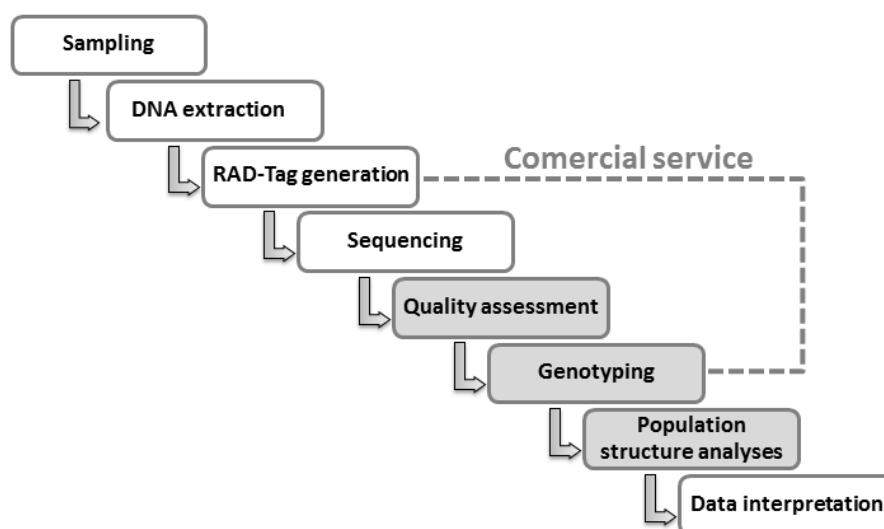 Sampling
DNA extraction
Comercial service
RAD-Tag generation
Sequencing
Quality assessment
Genotyping
Population
structure analyses
Data interpretation